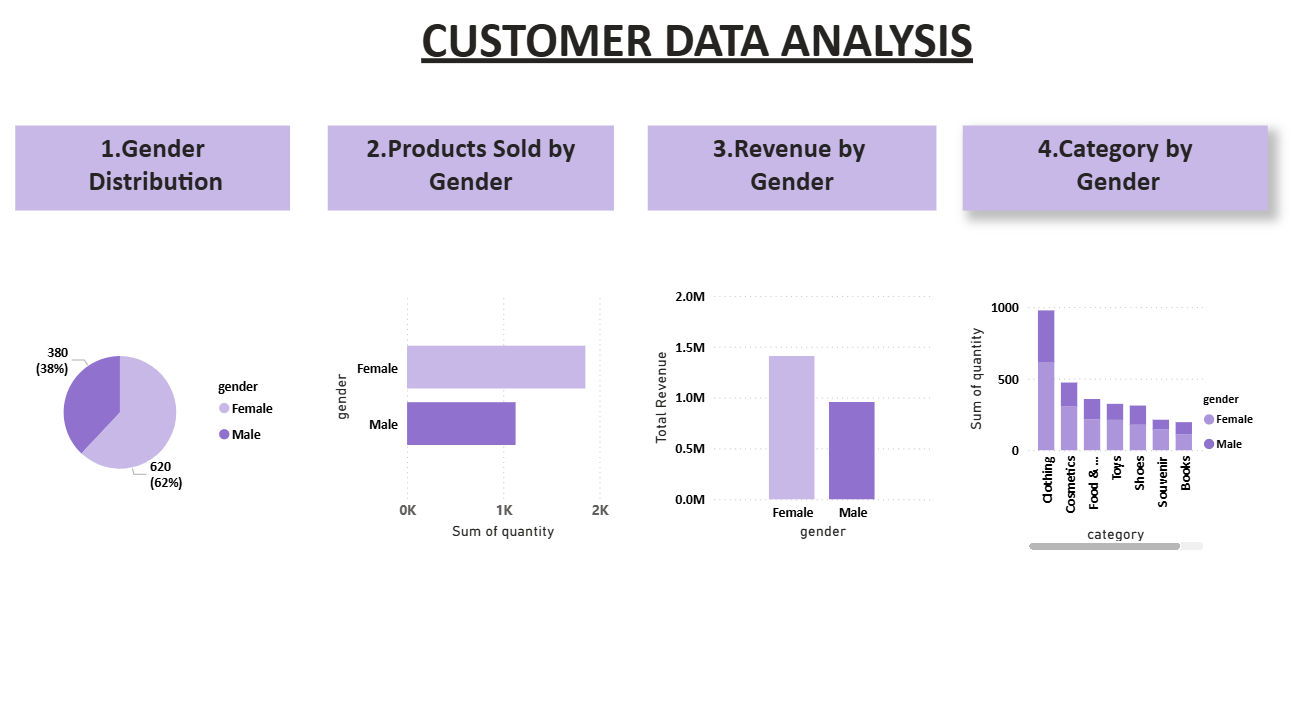 CUSTOMER DATA ANALYSIS
1.Gender
Distribution
2.Products Sold by
Gender
3.Revenue by
Gender
4.Category by
Gender
380
(38%)
620
(62%)
gender
Female
Male
gender
Female
Male
0K
1K
2K
Sum of quantity
Total Revenue
2.0M
1.5M
1.0M
0.5M
0.0M
Female
Male
gender
Sum of quantity
1000
500
0
Clothing
Cosmetics
Food & ...
Toys
Shoes
Souvenir
Books
category
gender
Female
Male